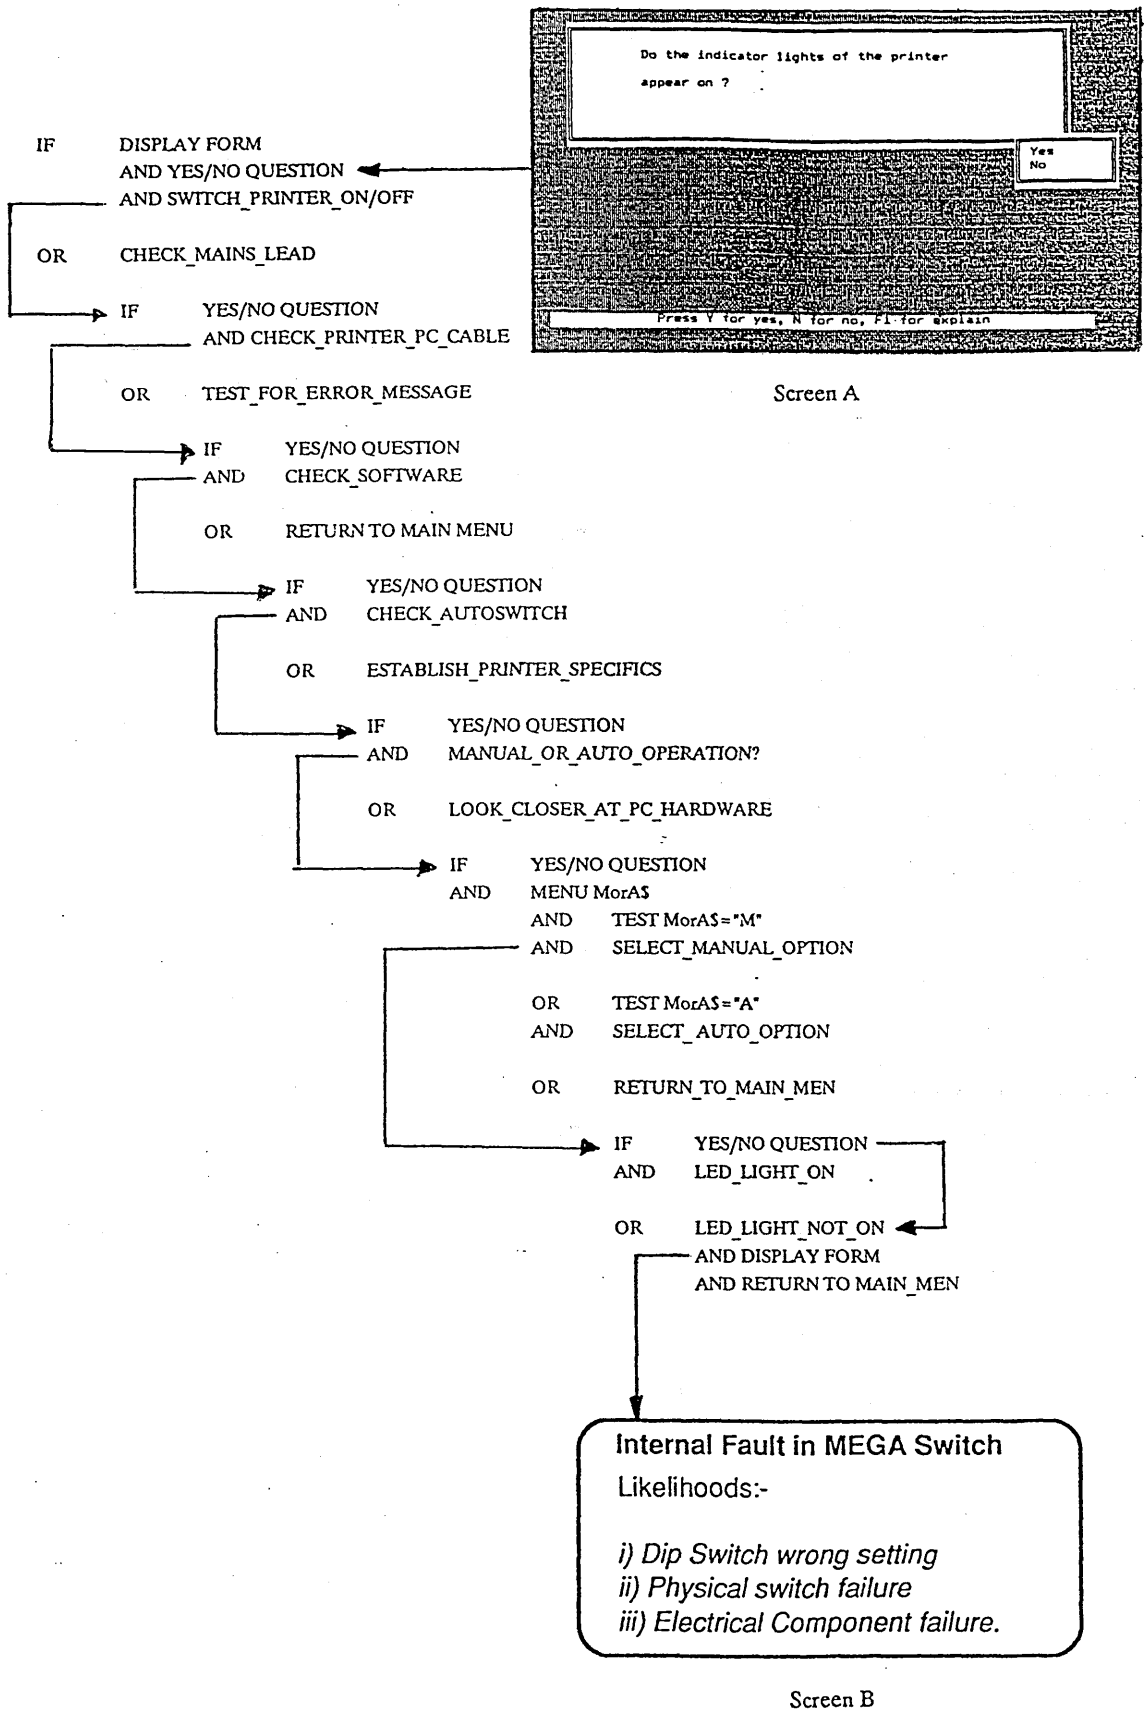 Do the indicator lights of the printer
appear on ?
Yes
No
Press Y for yes, N for no, F1 for explain
Screen A
IF DISPLAY FORM
AND YES/NO QUESTION
AND SWITCH_PRINTER_ON/OFF
OR CHECK_MAINS_LEAD
IF YES/NO QUESTION
AND CHECK_PRINTER_PC_CABLE
OR TEST_FOR_ERROR_MESSAGE
IF YES/NO QUESTION
AND CHECK_SOFTWARE
OR RETURN TO MAIN MENU
IF YES/NO QUESTION
AND CHECK_AUTOSWITCH
OR ESTABLISH_PRINTER_SPECIFICS
IF YES/NO QUESTION
AND MANUAL_OR_AUTO_OPERATION?
OR LOOK_CLOSER_AT_PC_HARDWARE
IF YES/NO QUESTION
AND MENU MorA$
AND TEST MorA$="M"
AND SELECT_MANUAL_OPTION
OR TEST MorA$="A"
AND SELECT_AUTO_OPTION
OR RETURN_TO_MAIN_MEN
IF YES/NO QUESTION
AND LED_LIGHT_ON
OR LED_LIGHT_NOT_ON
AND DISPLAY FORM
AND RETURN TO MAIN_MEN
Internal Fault in MEGA Switch
Likelihoods:-
i) Dip Switch wrong setting
ii) Physical switch failure
iii) Electrical Component failure.
Screen B